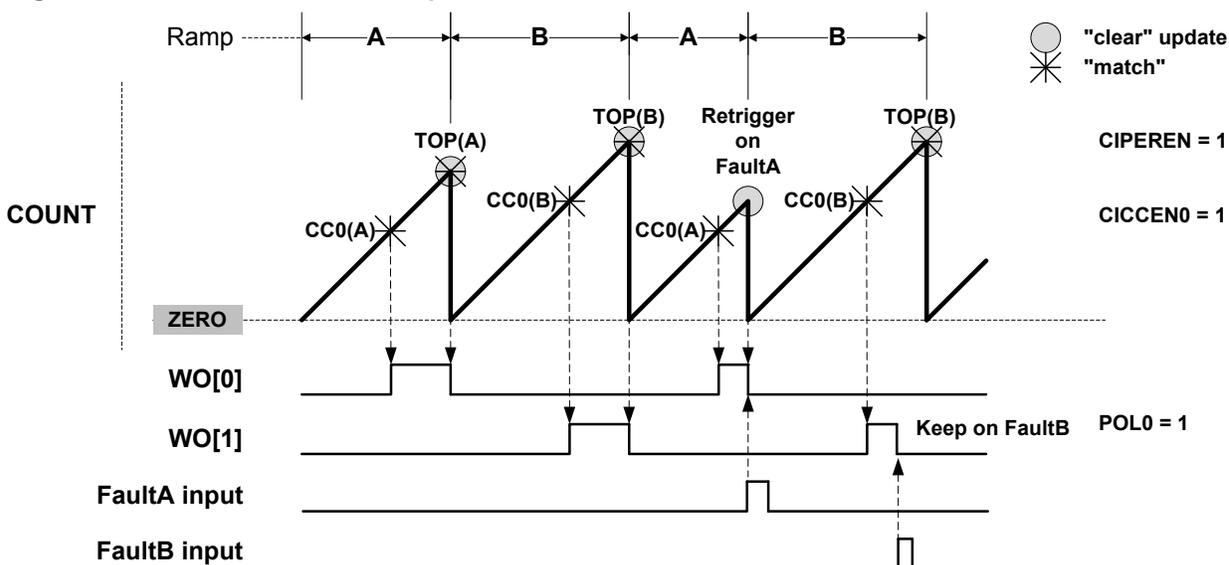 Ramp
A
B
A
B
"clear" update
"match"
TOP(A)
TOP(B)
Retrigger
on
FaultA
TOP(B)
CIPEREN = 1
COUNT
CC0(A)
CC0(B)
CC0(A)
CC0(B)
CICCEN0 = 1
ZERO
WO[0]
WO[1]
Keep on FaultB
POL0 = 1
FaultA input
FaultB input